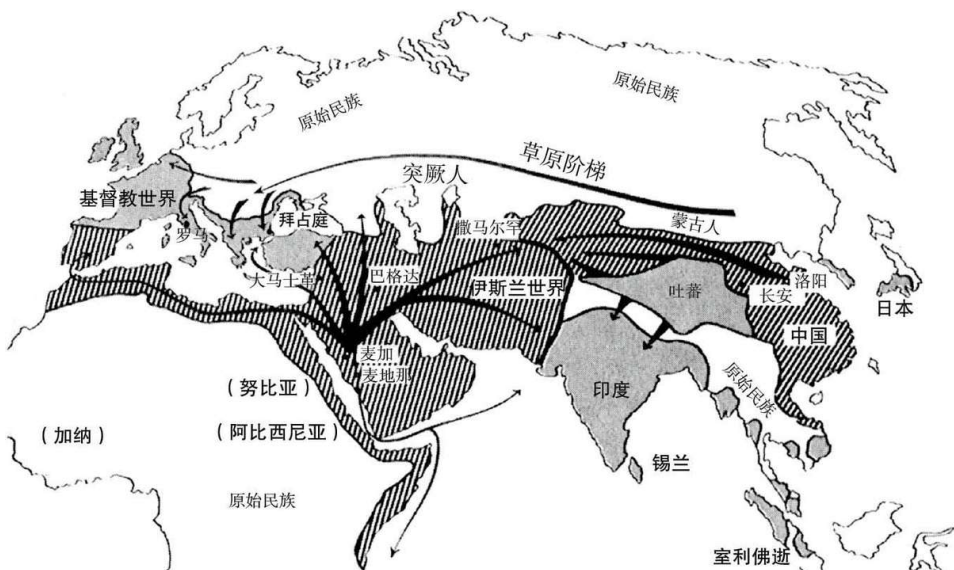 原始民族
原始民族
草原阶梯
突厥人
基督教世界
拜占庭
罗马
撒马尔罕
蒙古人
大马士革
巴格达
伊斯兰世界
吐蕃
洛阳
长安
日本
中国
麦加
麦地那
(努比亚)
印度
原始民族
(加纳)
(阿比西尼亚)
锡兰
原始民族
室利佛逝